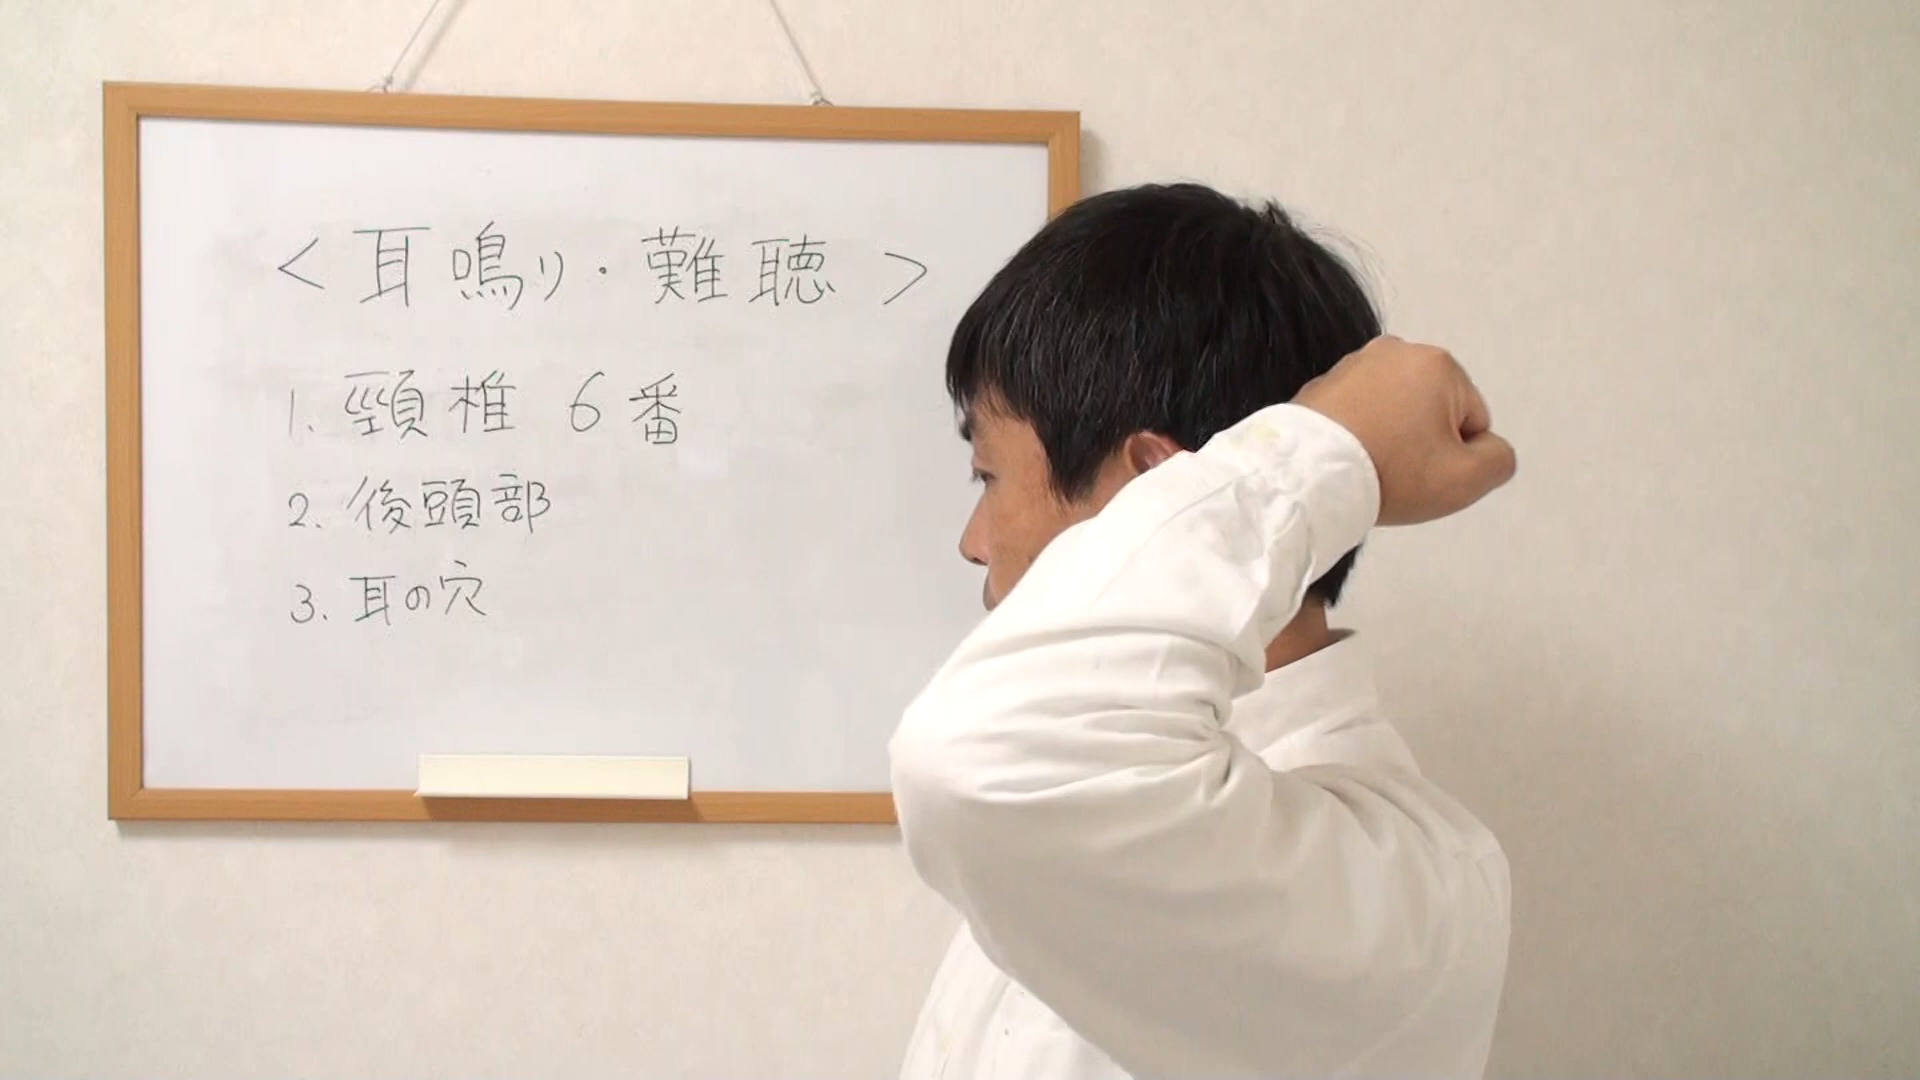 <耳鳴り・難聴>
1. 頸椎 6番
2. 後頭部
3. 耳の穴